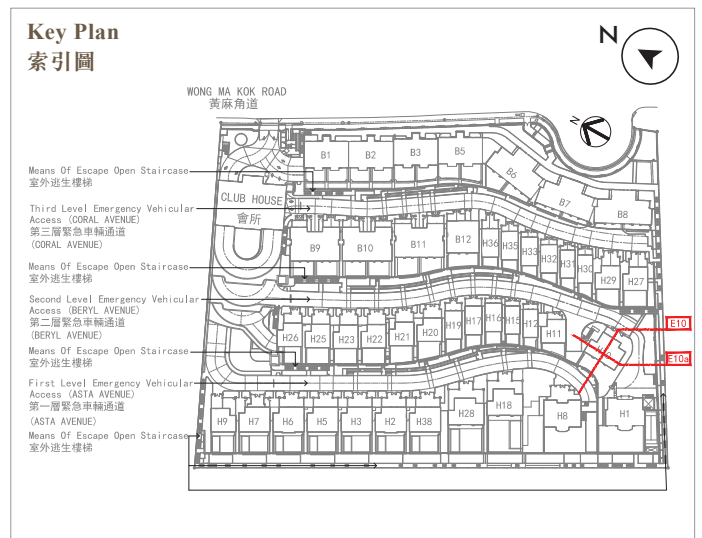 Key Plan
索引圖
N
WONG MA KOK ROAD
黃麻角道
N
Means Of Escape Open Staircase
室外逃生樓梯
Third Level Emergency Vehicular
Access (CORAL AVENUE)
第三層緊急車輛通道
(CORAL AVENUE)
Means Of Escape Open Staircase
室外逃生樓梯
Second Level Emergency Vehicular
Access (BERYL AVENUE)
第二層緊急車輛通道
(BERYL AVENUE)
Means Of Escape Open Staircase
室外逃生樓梯
First Level Emergency Vehicular
Access (ASTA AVENUE)
第一層緊急車輛通道
(ASTA AVENUE)
Means Of Escape Open Staircase
室外逃生樓梯
CLUB HOUSE
會所
B1 B2 B3 B5 B6 B7 B8
B9 B10 B11 B12 H36 H35 H33 H32 H31 H30 H29 H27
H26 H25 H23 H22 H21 H20 H19 H17 H16 H15 H12 H11
E10
E10a
H9 H7 H6 H5 H3 H2 H38 H28 H18 H8 H1